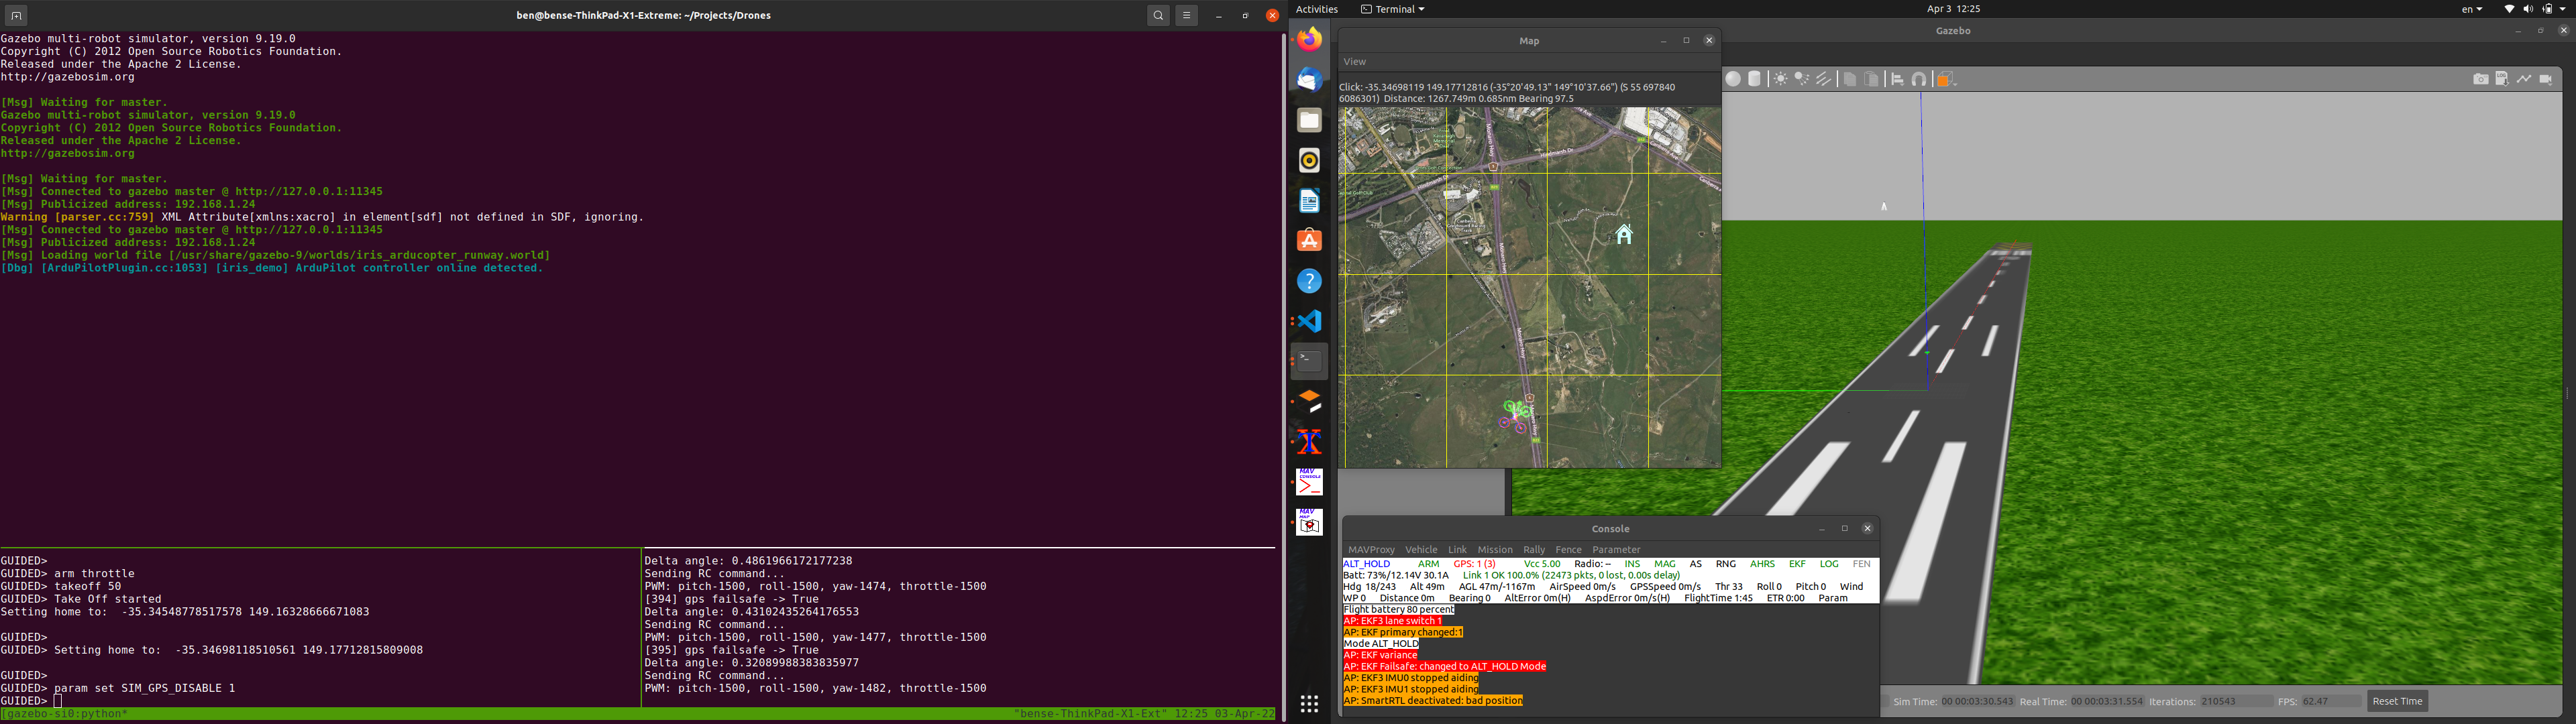 ben@bense-ThinkPad-X1-Extreme: ~/Projects/Drones
Gazebo multi-robot simulator, version 9.19.0
Copyright (C) 2012 Open Source Robotics Foundation.
Released under the Apache 2 License.
http://gazebosim.org
[Msg] Waiting for master.
Gazebo multi-robot simulator, version 9.19.0
Copyright (C) 2012 Open Source Robotics Foundation.
Released under the Apache 2 License.
http://gazebosim.org
[Msg] Waiting for master.
[Msg] Connected to gazebo master @ http://127.0.0.1:11345
[Msg] Publicized address: 192.168.1.24
Warning [parser.cc:759] XML Attribute[xmlns:xacro] in element[sdf] not defined in SDF, ignoring.
[Msg] Connected to gazebo master @ http://127.0.0.1:11345
[Msg] Publicized address: 192.168.1.24
[Msg] Loading world file [/usr/share/gazebo-9/worlds/iris_arducopter_runway.world]
[Dbg] [ArduPilotPlugin.cc:1053] [iris_demo] ArduPilot controller online detected.
GUIDED>
GUIDED> arm throttle
GUIDED> takeoff 50
GUIDED> Take Off started
Setting home to:  -35.34548778517578 149.16328666671083
GUIDED>
GUIDED> Setting home to:  -35.34698118510561 149.17712815809008
GUIDED>
GUIDED> param set SIM_GPS_DISABLE 1
GUIDED>
Delta angle: 0.4861966172177238
Sending RC command...
PWM: pitch-1500, roll-1500, yaw-1474, throttle-1500
[394] gps failsafe -> True
Delta angle: 0.43102435264176553
Sending RC command...
PWM: pitch-1500, roll-1500, yaw-1477, throttle-1500
[395] gps failsafe -> True
Delta angle: 0.32089988383835977
Sending RC command...
PWM: pitch-1500, roll-1500, yaw-1482, throttle-1500
[gazebo-si0:python*
"bense-ThinkPad-X1-Ext" 12:25 03-Apr-22
Activities
Terminal
Apr 3 12:25
en
Gazebo
Map
View
Click: -35.34698119 149.17712816 (-35°20'49.13" 149°10'37.66") (S 55 697840
6086301) Distance: 1267.749m 0.685nm Bearing 97.5
Hindmarsh Dr
Monaro Hwy
Console
MAVProxy Vehicle Link Mission Rally Fence Parameter
ALT_HOLD ARM GPS: 1 (3) Vcc 5.00 Radio: -- INS MAG AS RNG AHRS EKF LOG FEN
Batt: 73%/12.14V 30.1A Link 1 OK 100.0% (22473 pkts, 0 lost, 0.00s delay)
Hdg 18/243 Alt 49m AGL 47m/-1167m AirSpeed 0m/s GPSSpeed 0m/s Thr 33 Roll 0 Pitch 0 Wind
WP 0 Distance 0m Bearing 0 AltError 0m(H) AspdError 0m/s(H) FlightTime 1:45 ETR 0:00 Param
Flight battery 80 percent
AP: EKF3 lane switch 1
AP: EKF primary changed:1
Mode ALT_HOLD
AP: EKF variance
AP: EKF Failsafe: changed to ALT_HOLD Mode
AP: EKF3 IMU0 stopped aiding
AP: EKF3 IMU1 stopped aiding
AP: SmartRTL deactivated: bad position
Sim Time: 00 00:03:30.543 Real Time: 00 00:03:31.554 Iterations: 210543 FPS: 62.47 Reset Time